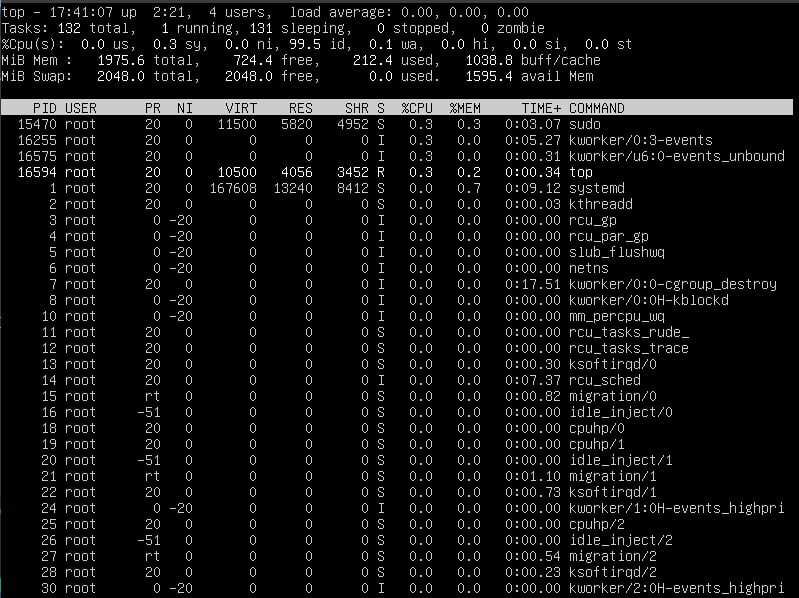 top - 17:41:07 up  2:21,  4 users,  load average: 0.00, 0.00, 0.00
Tasks: 132 total,   1 running, 131 sleeping,   0 stopped,   0 zombie
%Cpu(s):  0.0 us,  0.3 sy,  0.0 ni, 99.5 id,  0.1 wa,  0.0 hi,  0.0 si,  0.0 st
MiB Mem :   1975.6 total,    724.4 free,    212.4 used,   1038.8 buff/cache
MiB Swap:   2048.0 total,   2048.0 free,      0.0 used.   1595.4 avail Mem
PID USER      PR  NI    VIRT    RES    SHR S  %CPU  %MEM     TIME+ COMMAND
15470 root      20   0   11500   5820   4952 S   0.3   0.3   0:03.07 sudo
16255 root      20   0       0      0      0 I   0.3   0.0   0:05.27 kworker/0:3-events
16575 root      20   0       0      0      0 I   0.3   0.0   0:00.31 kworker/u6:0-events_unbound
16594 root      20   0   10500   4056   3452 R   0.3   0.2   0:00.34 top
1 root      20   0  167608  13240   8412 S   0.0   0.7   0:09.12 systemd
2 root      20   0       0      0      0 S   0.0   0.0   0:00.03 kthreadd
3 root       0 -20       0      0      0 I   0.0   0.0   0:00.00 rcu_gp
4 root       0 -20       0      0      0 I   0.0   0.0   0:00.00 rcu_par_gp
5 root       0 -20       0      0      0 I   0.0   0.0   0:00.00 slub_flushwq
6 root       0 -20       0      0      0 I   0.0   0.0   0:00.00 netns
7 root      20   0       0      0      0 I   0.0   0.0   0:17.51 kworker/0:0-cgroup_destroy
8 root       0 -20       0      0      0 I   0.0   0.0   0:00.00 kworker/0:0H-kblockd
10 root       0 -20       0      0      0 I   0.0   0.0   0:00.00 mm_percpu_wq
11 root      20   0       0      0      0 S   0.0   0.0   0:00.00 rcu_tasks_rude_
12 root      20   0       0      0      0 S   0.0   0.0   0:00.00 rcu_tasks_trace
13 root      20   0       0      0      0 S   0.0   0.0   0:00.30 ksoftirqd/0
14 root      20   0       0      0      0 I   0.0   0.0   0:07.37 rcu_sched
15 root      rt   0       0      0      0 S   0.0   0.0   0:00.82 migration/0
16 root     -51   0       0      0      0 S   0.0   0.0   0:00.00 idle_inject/0
18 root      20   0       0      0      0 S   0.0   0.0   0:00.00 cpuhp/0
19 root      20   0       0      0      0 S   0.0   0.0   0:00.00 cpuhp/1
20 root     -51   0       0      0      0 S   0.0   0.0   0:00.00 idle_inject/1
21 root      rt   0       0      0      0 S   0.0   0.0   0:01.10 migration/1
22 root      20   0       0      0      0 S   0.0   0.0   0:00.73 ksoftirqd/1
24 root       0 -20       0      0      0 I   0.0   0.0   0:00.00 kworker/1:0H-events_highpri
25 root      20   0       0      0      0 S   0.0   0.0   0:00.00 cpuhp/2
26 root     -51   0       0      0      0 S   0.0   0.0   0:00.00 idle_inject/2
27 root      rt   0       0      0      0 S   0.0   0.0   0:00.54 migration/2
28 root      20   0       0      0      0 S   0.0   0.0   0:00.23 ksoftirqd/2
30 root       0 -20       0      0      0 I   0.0   0.0   0:00.00 kworker/2:0H-events_highpri